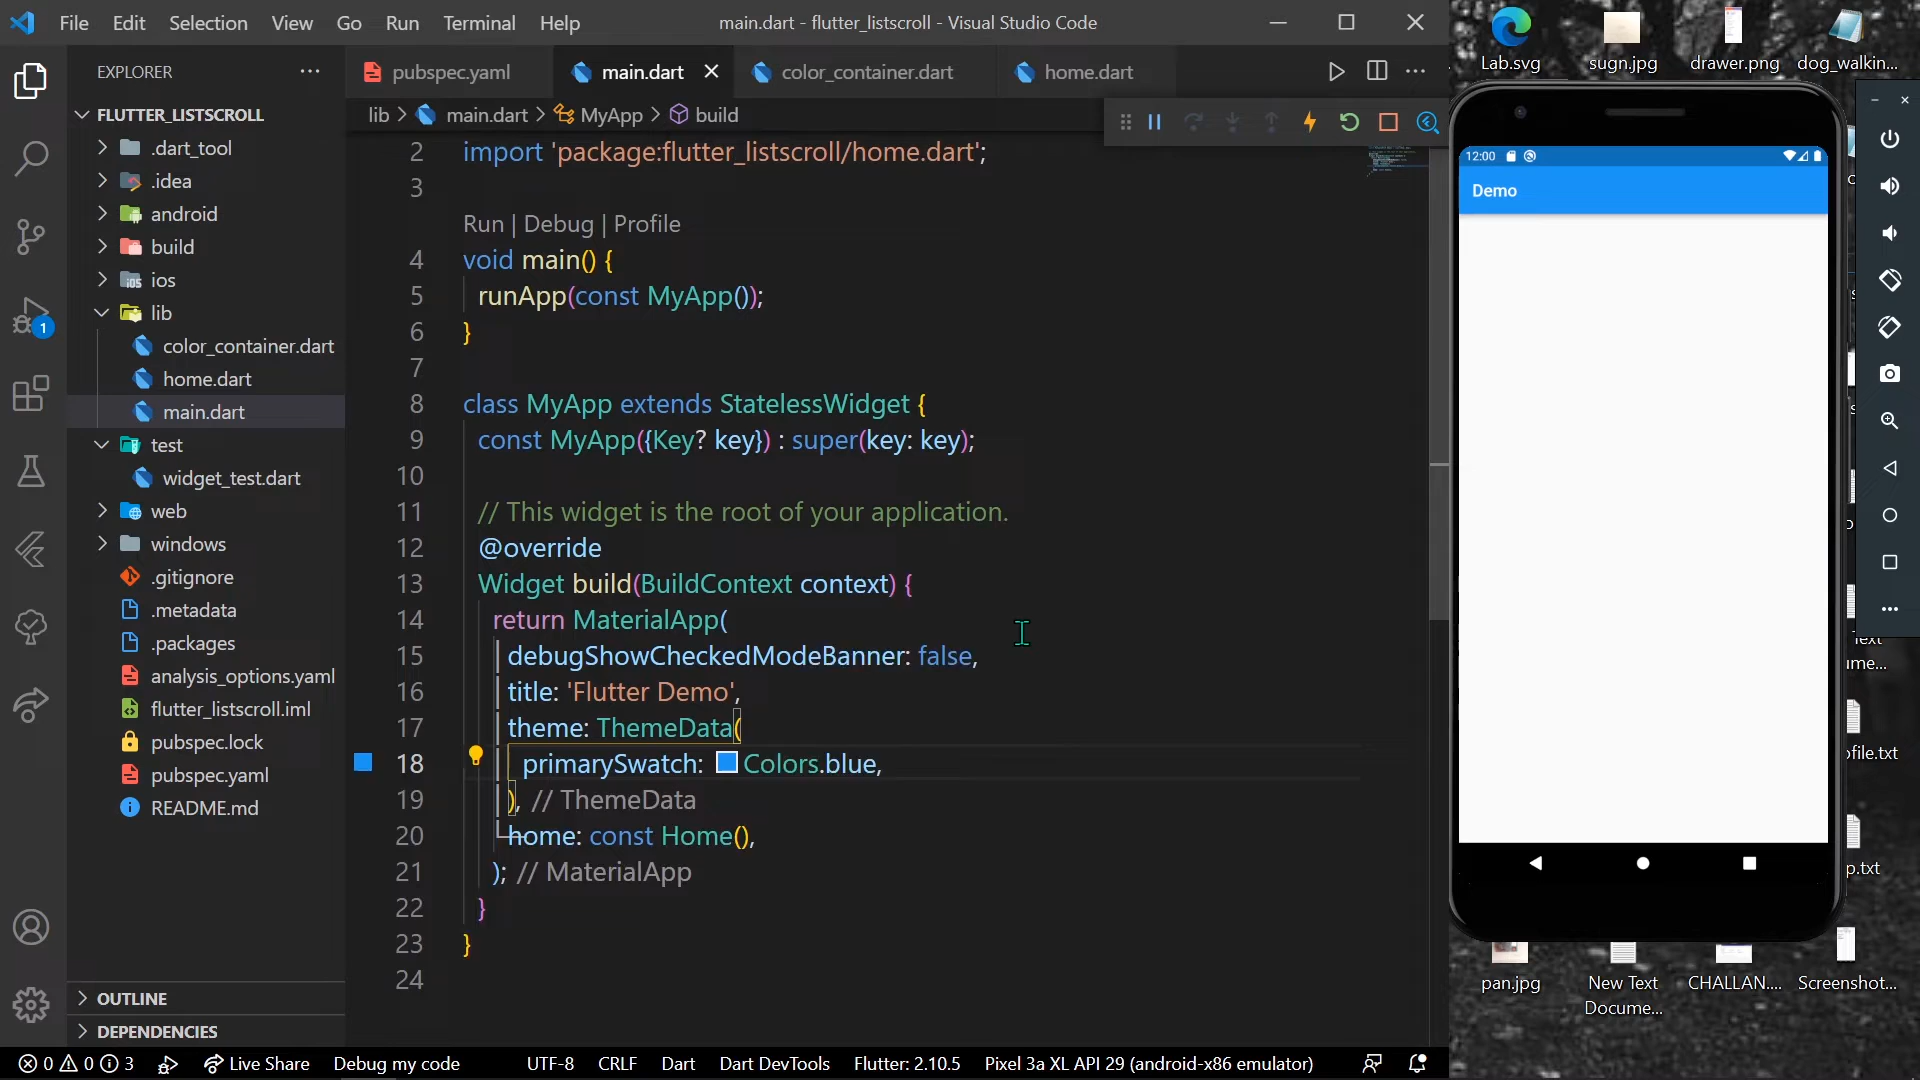 File Edit Selection View Go Run Terminal Help
main.dart - flutter_listscroll - Visual Studio Code
EXPLORER
FLUTTER_LISTSCROLL
.dart_tool
.idea
android
build
ios
lib
color_container.dart
home.dart
main.dart
test
widget_test.dart
web
windows
.gitignore
.metadata
.packages
analysis_options.yaml
flutter_listscroll.iml
pubspec.lock
pubspec.yaml
README.md
OUTLINE
DEPENDENCIES
1
pubspec.yaml main.dart color_container.dart home.dart
lib > main.dart > MyApp > build
2 import 'package:flutter_listscroll/home.dart';
3
Run | Debug | Profile
4 void main() {
5 runApp(const MyApp());
6 }
7
8 class MyApp extends StatelessWidget {
9 const MyApp({Key? key}) : super(key: key);
10
11 // This widget is the root of your application.
12 @override
13 Widget build(BuildContext context) {
14 return MaterialApp(
15 debugShowCheckedModeBanner: false,
16 title: 'Flutter Demo',
17 theme: ThemeData(
18 primarySwatch: Colors.blue,
19 ), // ThemeData
20 home: const Home(),
21 ); // MaterialApp
22 }
23 }
24
0 0 3 Live Share Debug my code UTF-8 CRLF Dart Dart DevTools Flutter: 2.10.5 Pixel 3a XL API 29 (android-x86 emulator)
Lab.svg sugn.jpg drawer.png dog_walkin...
12:00
Demo
ofile.txt
p.txt
pan.jpg New Text Docume... CHALLAN.... Screenshot...